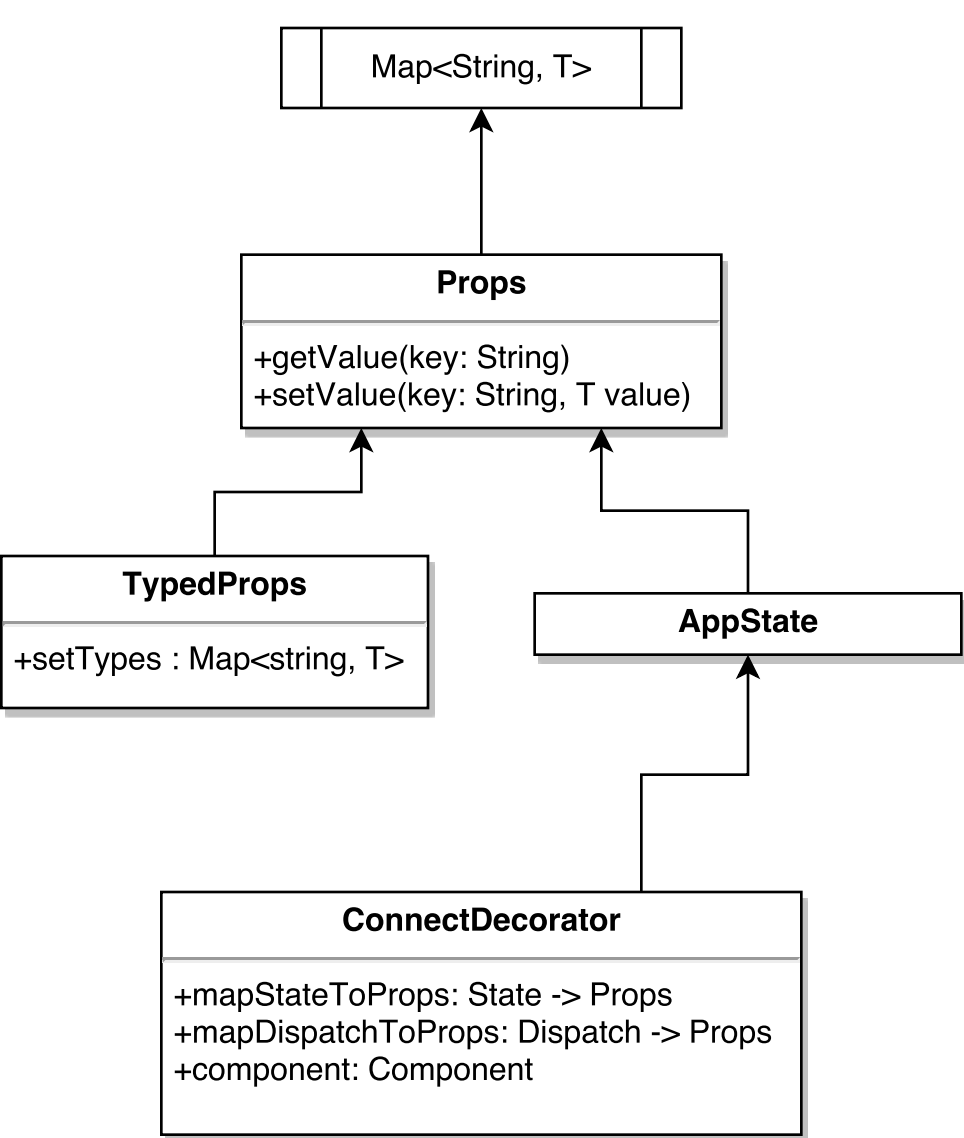 Map<String, T>
Props
+getValue(key: String)
+setValue(key: String, T value)
TypedProps
+setTypes : Map<string, T>
AppState
ConnectDecorator
+mapStateToProps: State -> Props
+mapDispatchToProps: Dispatch -> Props
+component: Component